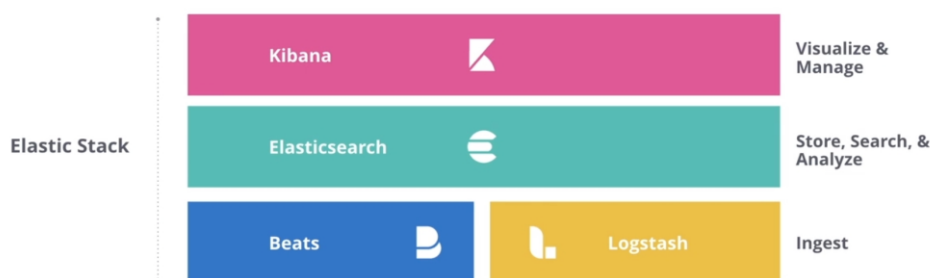 Elastic Stack
Kibana
Visualize &
Manage
Elasticsearch
Store, Search, &
Analyze
Beats
Logstash
Ingest